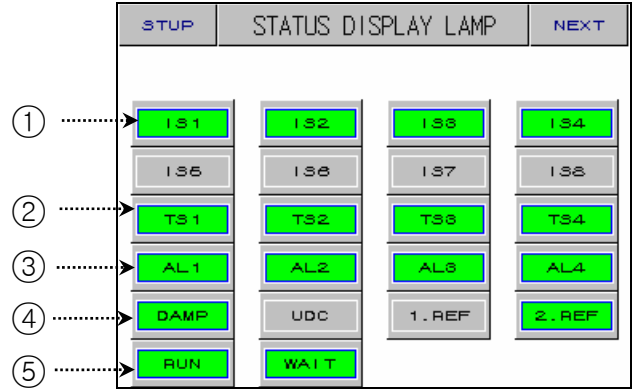 STUP STATUS DISPLAY LAMP NEXT
① IS1 IS2 IS3 IS4
IS5 IS6 IS7 IS8
② TS1 TS2 TS3 TS4
③ AL1 AL2 AL3 AL4
④ DAMP UDC 1.REF 2.REF
⑤ RUN WAIT